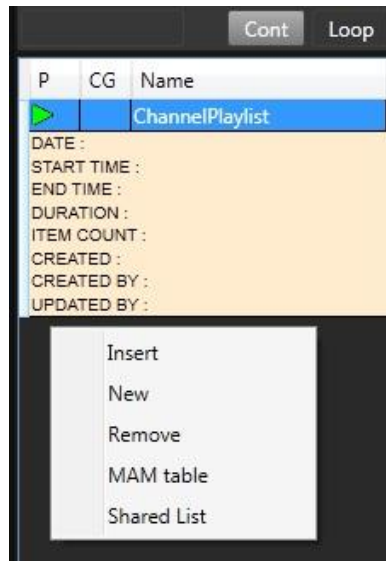 Cont Loop
P CG Name
ChannelPlaylist
DATE :
START TIME :
END TIME :
DURATION :
ITEM COUNT :
CREATED :
CREATED BY :
UPDATED BY :
Insert
New
Remove
MAM table
Shared List